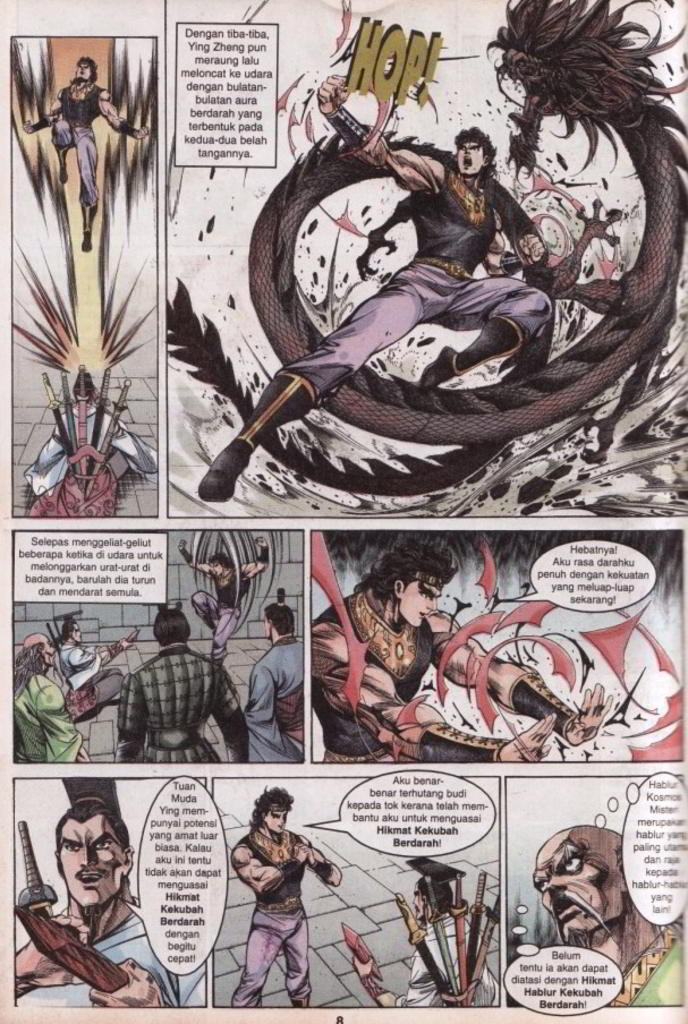 Dengan tiba-tiba,
Ying Zheng pun
meraung lalu
meloncat ke udara
dengan bulatan-
bulatan aura
berdarah yang
terbentuk pada
kedua-dua belah
tangannya.
HOP!
Selepas menggeliat-geliut
beberapa ketika di udara untuk
melonggarkan urat-urat di
badannya, barulah dia turun
dan mendarat semula.
Hebatnya!
Aku rasa darahku
penuh dengan kekuatan
yang meluap-luap
sekarang!
Tuan
Muda
Ying mem-
punyai potensi
yang amat luar
biasa. Kalau
aku ini tentu
tidak akan dapat
menguasai
Hikmat
Kekubah
Berdarah
dengan
begitu
cepat!
Aku benar-
benar terhutang budi
kepada tok kerana telah mem-
bantu aku untuk menguasai
Hikmat Kekubah
Berdarah!
Hablur
Kosmos
Misteri
merupakan
hablur yang
paling utama
dan raja
kepada
hablur-hablur
yang
lain!
Belum
tentu ia akan dapat
diatasi dengan Hikmat
Hablur Kekubah
Berdarah!
8